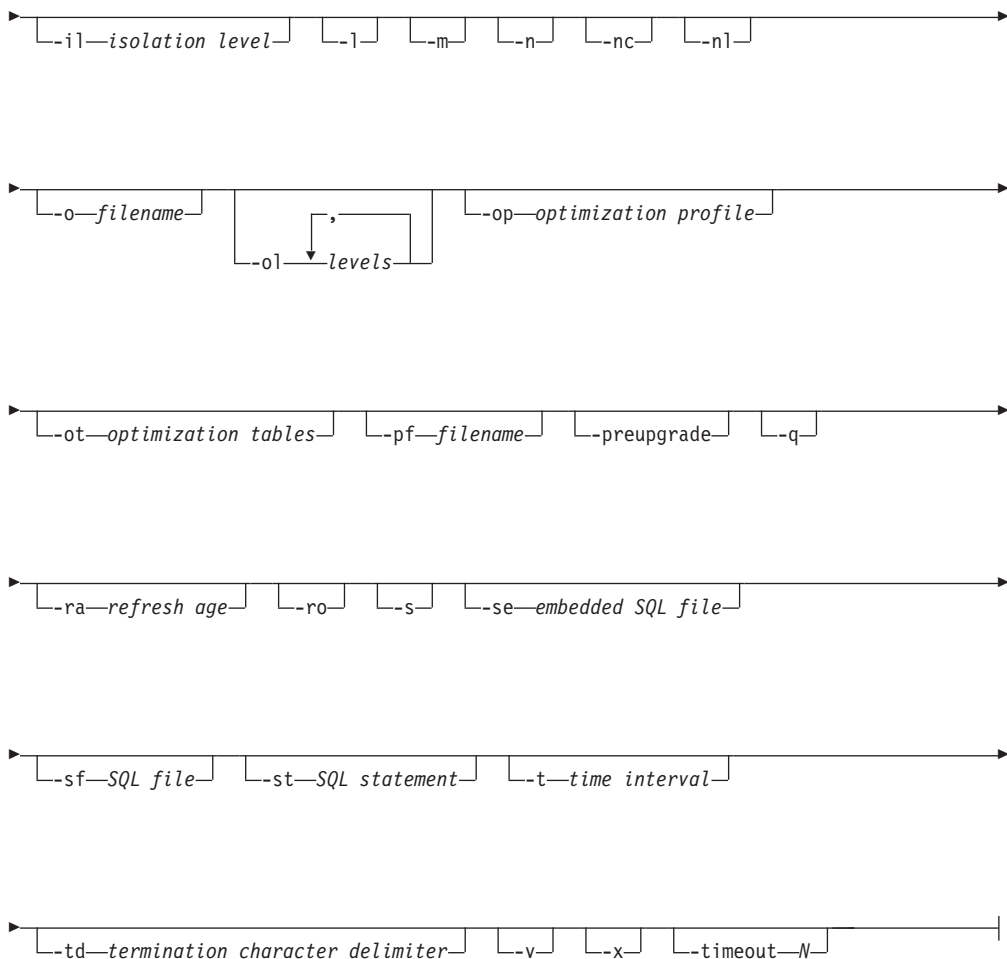 -il isolation level -l -m -n -nc -nl
-o filename , -op optimization profile
-ol levels
-ot optimization tables -pf filename -preupgrade -q
-ra refresh age -ro -s -se embedded SQL file
-sf SQL file -st SQL statement -t time interval
-td termination character delimiter -v -x -timeout N